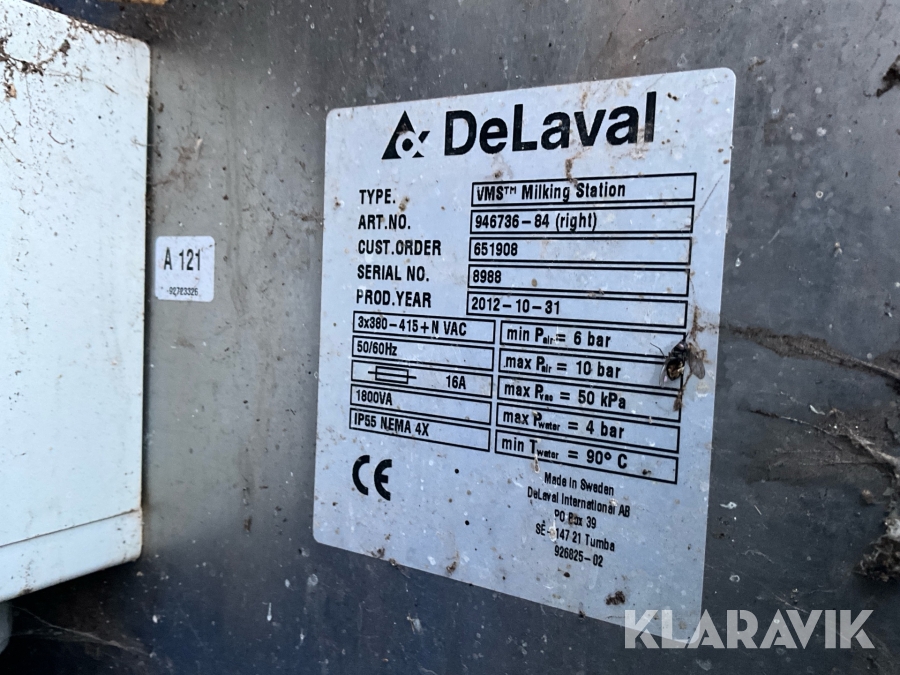 DeLaval
TYPE. VMS™ Milking Station
ART.NO. 946736-84 (right)
CUST.ORDER 651908
SERIAL NO. 8988
PROD.YEAR 2012-10-31
3x380-415+N VAC
50/60Hz
16A
1800VA
IP55 NEMA 4X
min Pair = 6 bar
max Pair = 10 bar
max Pvac = 50 kPa
max Pwater = 4 bar
min Twater = 90° C
CE
Made in Sweden
DeLaval International AB
PO Box 39
SE-147 21 Tumba
926825-02
A 121
92723326
KLARAVIK